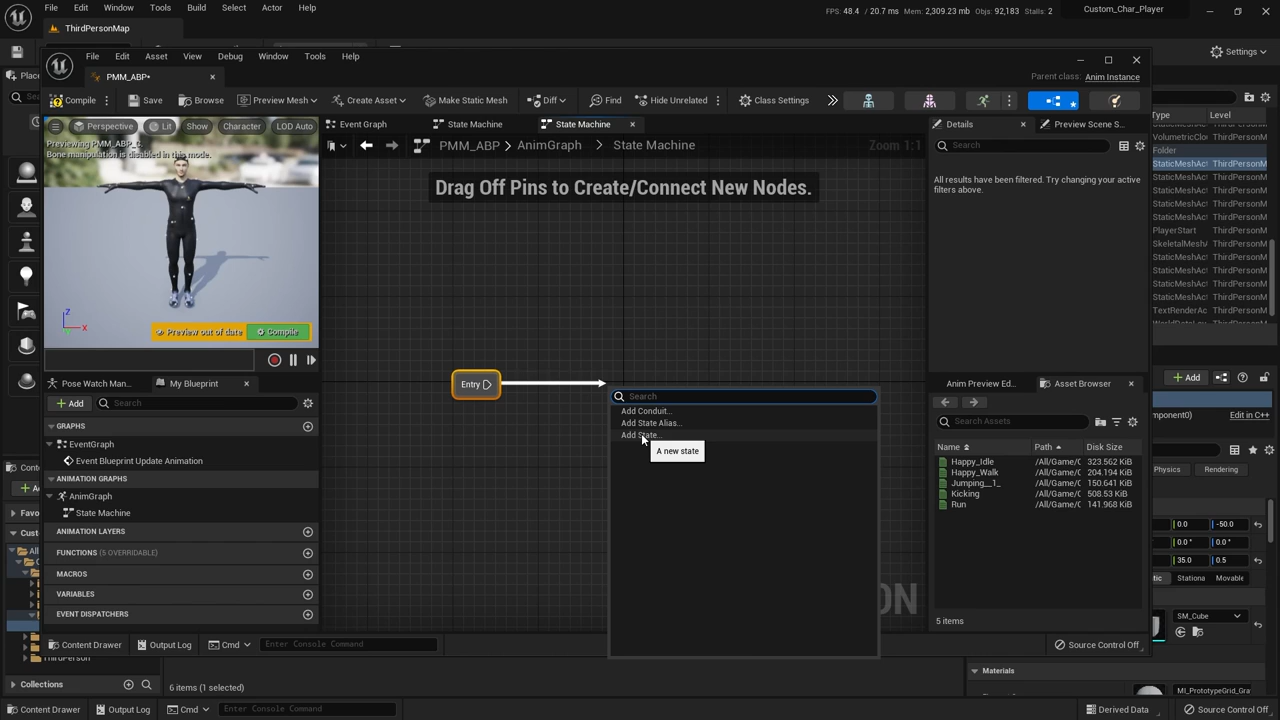 File Edit Window Tools Build Select Actor Help
FPS: 48.4 / 20.7 ms Mem: 2,309.23 mb Objs: 92,183 Stalls: 2
Custom_Char_Player
ThirdPersonMap
Settings
File Edit Asset View Debug Window Tools Help
PMM_ABP*
Parent class: Anim Instance
Compile Save Browse Preview Mesh Create Asset Make Static Mesh Diff Find Hide Unrelated Class Settings
Perspective Lit Show Character LOD Auto
Previewing PMM_ABP_C.
Bone manipulation is disabled in this mode.
Z
X
Preview out of date Compile
Event Graph State Machine State Machine
PMM_ABP > AnimGraph > State Machine
Zoom 1:1
Drag Off Pins to Create/Connect New Nodes.
Entry
Search
Add Conduit...
Add State Alias...
Add State...
A new state
Details Preview Scene S...
Search
All results have been filtered. Try changing your active
filters above.
Pose Watch Man... My Blueprint
Add Search
GRAPHS
EventGraph
Event Blueprint Update Animation
ANIMATION GRAPHS
AnimGraph
State Machine
ANIMATION LAYERS
FUNCTIONS (5 OVERRIDABLE)
MACROS
VARIABLES
EVENT DISPATCHERS
Anim Preview Ed... Asset Browser
Search Assets
Name Path Disk Size
Happy_Idle /All/Game/C 323.562 KiB
Happy_Walk /All/Game/C 204.194 KiB
Jumping__1_ /All/Game/C 150.641 KiB
Kicking /All/Game/C 508.53 KiB
Run /All/Game/C 141.968 KiB
5 items
Content Drawer Output Log Cmd Enter Console Command
Source Control Off
Type Level
VolumetricClo ThirdPersonM
Folder
StaticMeshAct ThirdPersonM
StaticMeshAct ThirdPersonM
StaticMeshAct ThirdPersonM
StaticMeshAct ThirdPersonM
StaticMeshAct ThirdPersonM
PlayerStart ThirdPersonM
SkeletalMeshA ThirdPersonM
StaticMeshAct ThirdPersonM
StaticMeshAct ThirdPersonM
StaticMeshAct ThirdPersonM
StaticMeshAct ThirdPersonM
TextRenderAc ThirdPersonM
Add
Edit in C++
Physics Rendering
0.0 -50.0
0.0 ° 0.0 °
35.0 0.5
Stationa Movable
SM_Cube
Materials
MI_PrototypeGrid_Gra
Collections
6 items (1 selected)
Content Drawer Output Log Cmd Enter Console Command
Derived Data Source Control Off